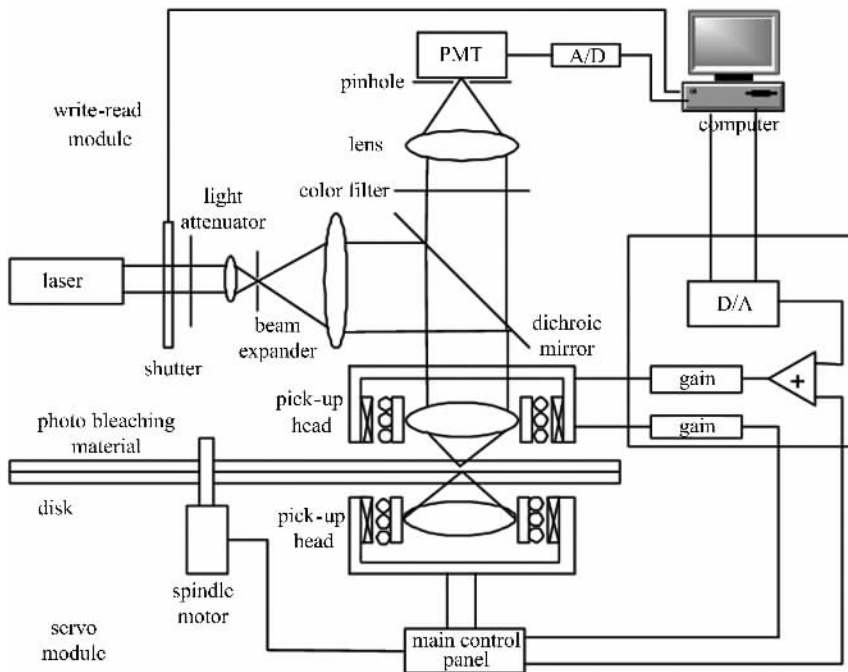 PMT
A/D
pinhole
write-read
module
computer
lens
color filter
light
attenuator
laser
D/A
beam
expander
dichroic
mirror
shutter
gain
+
pick-up
head
photo bleaching
material
gain
disk
pick-up
head
spindle
motor
servo
module
main control
panel